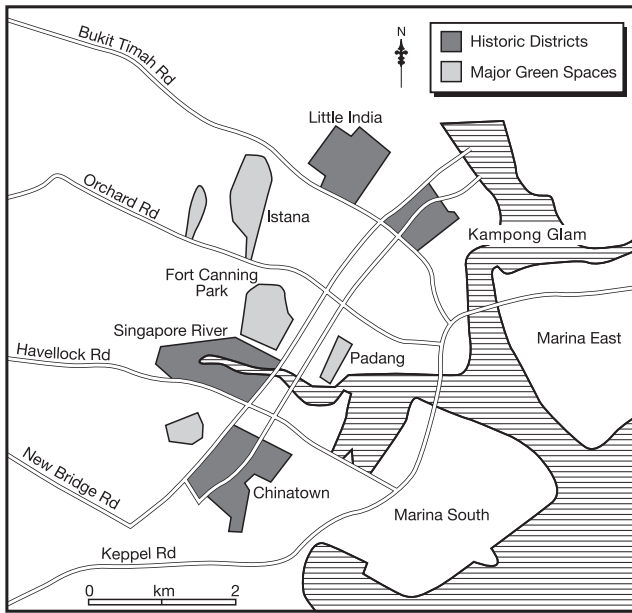 N
Historic Districts
Major Green Spaces
Bukit Timah Rd
Little India
Orchard Rd
Istana
Kampong Glam
Fort Canning
Park
Singapore River
Havellock Rd
Padang
Marina East
New Bridge Rd
Chinatown
Marina South
Keppel Rd
0 km 2